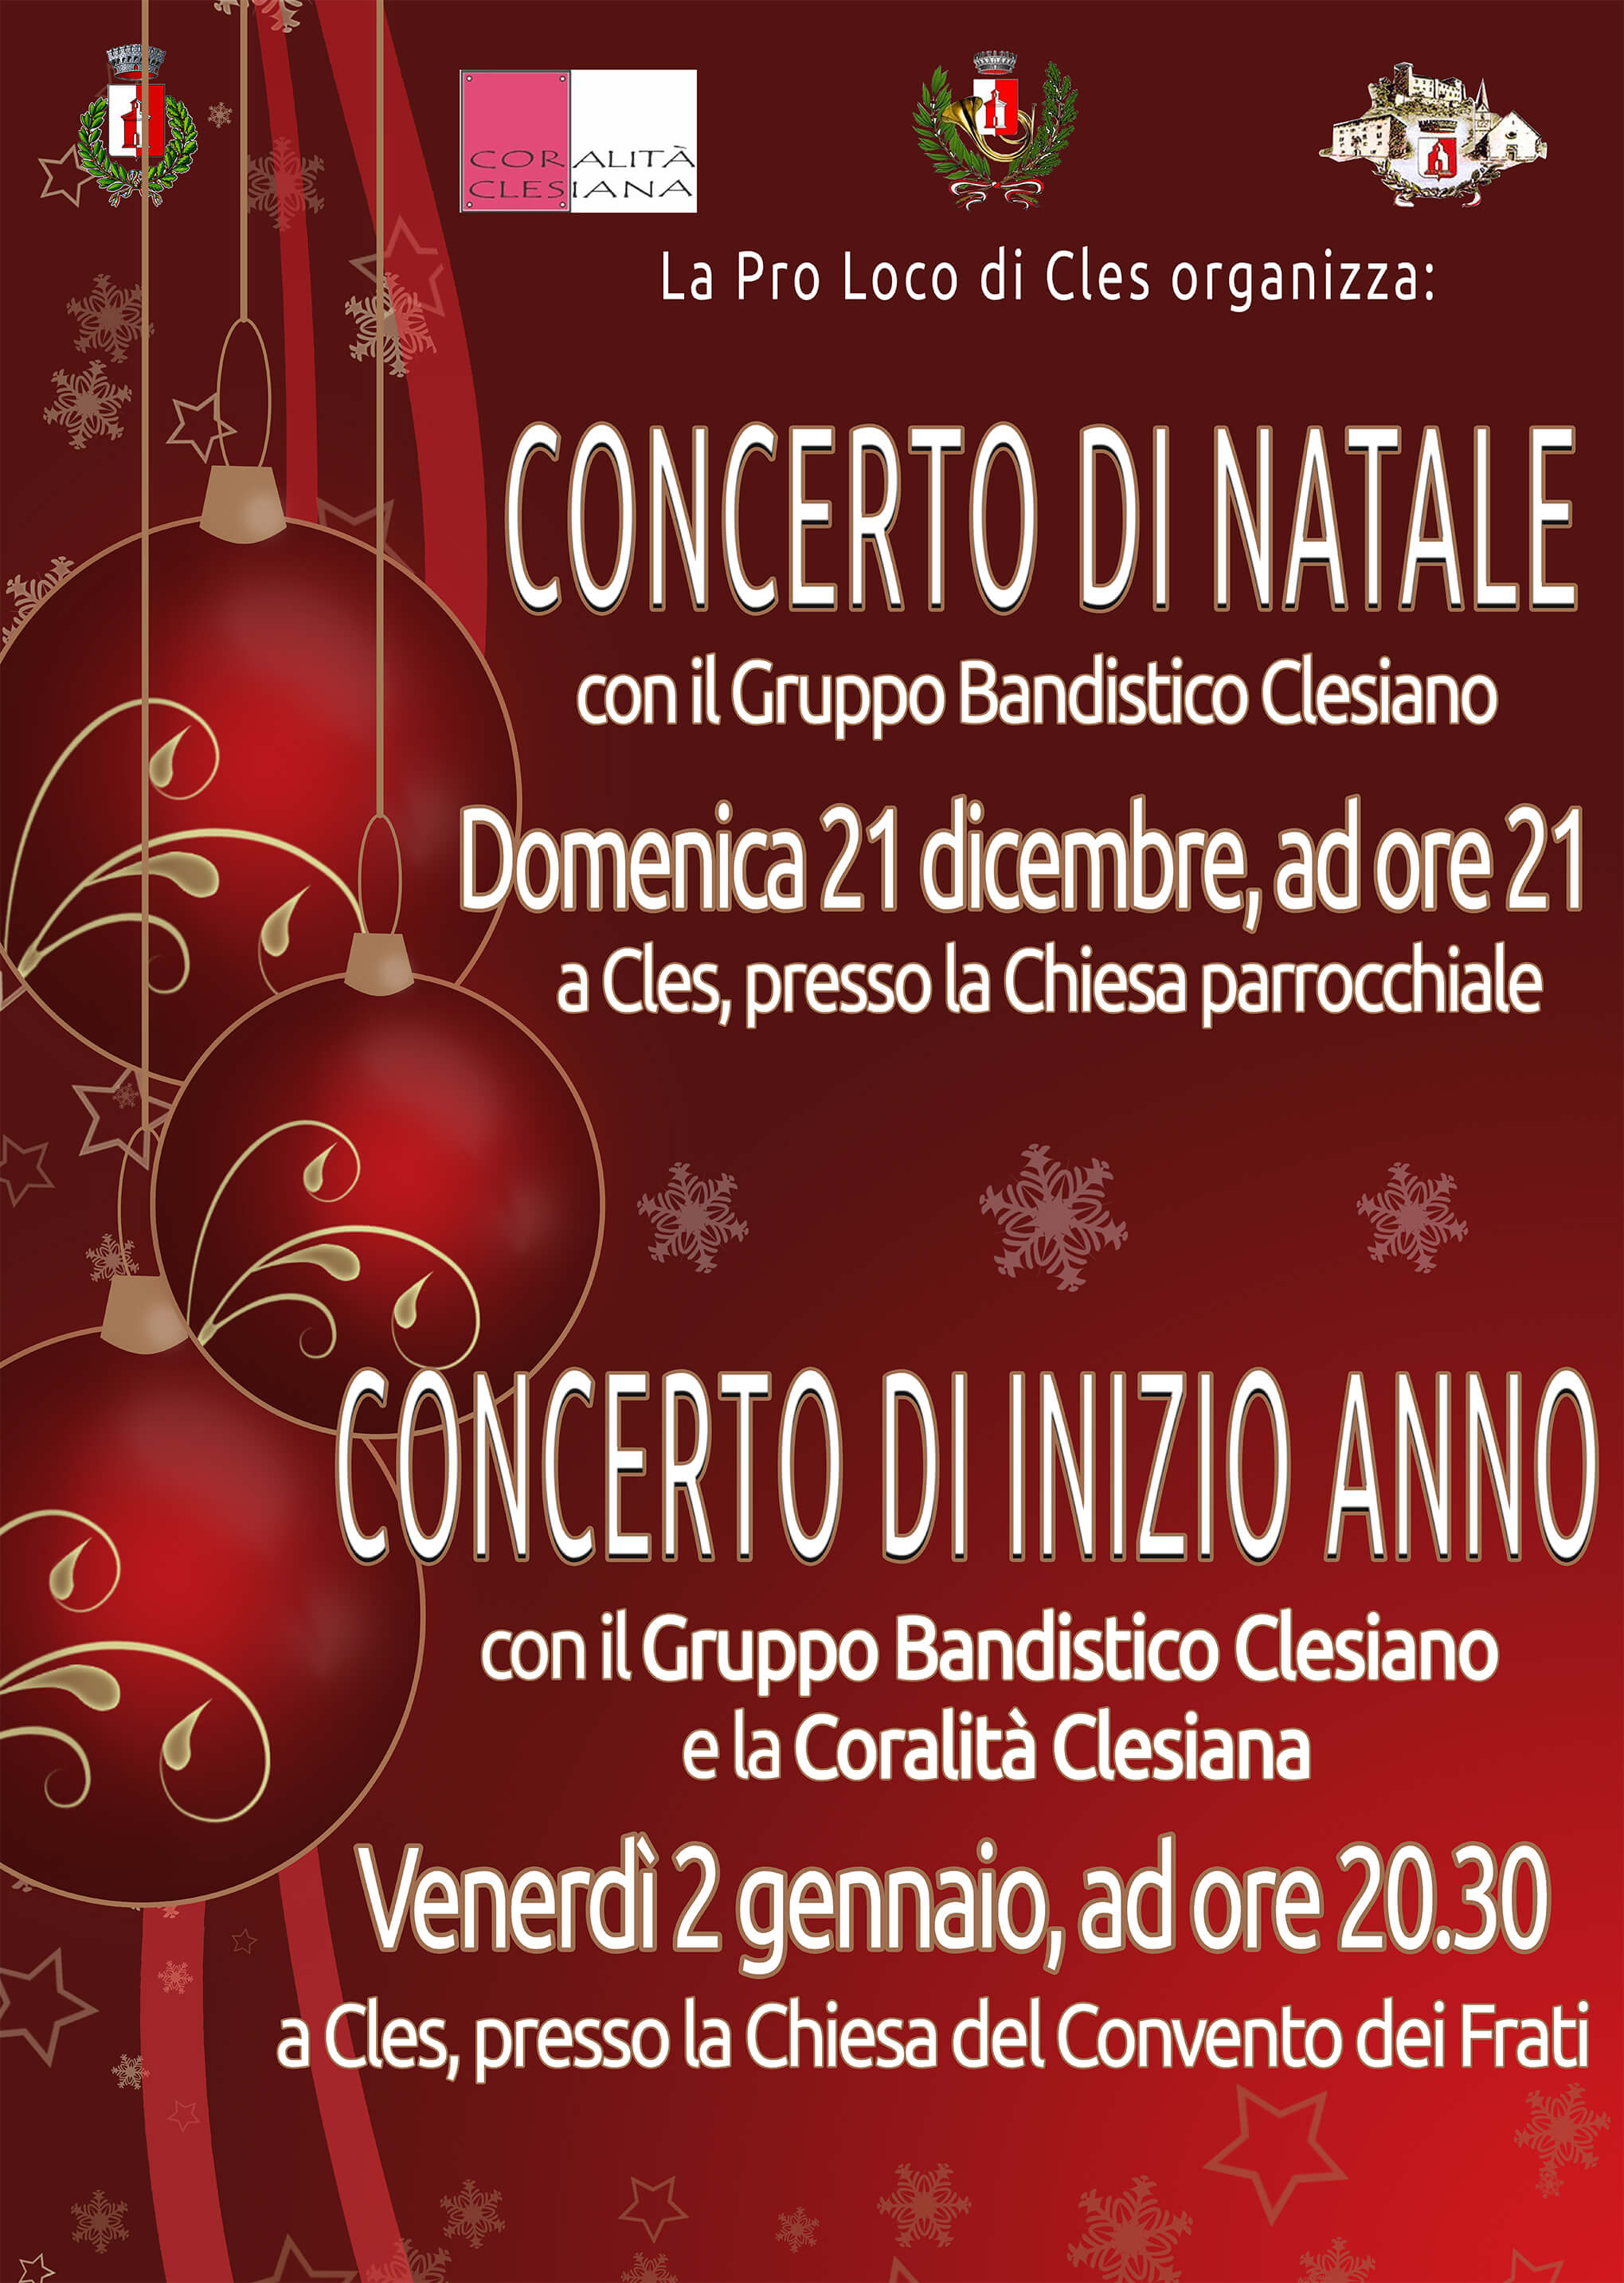 CORALITÀ
CLESIANA
La Pro Loco di Cles organizza:
CONCERTO DI NATALE
con il Gruppo Bandistico Clesiano
Domenica 21 dicembre, ad ore 21
a Cles, presso la Chiesa parrocchiale
CONCERTO DI INIZIO ANNO
con il Gruppo Bandistico Clesiano
e la Coralità Clesiana
Venerdì 2 gennaio, ad ore 20.30
a Cles, presso la Chiesa del Convento dei Frati